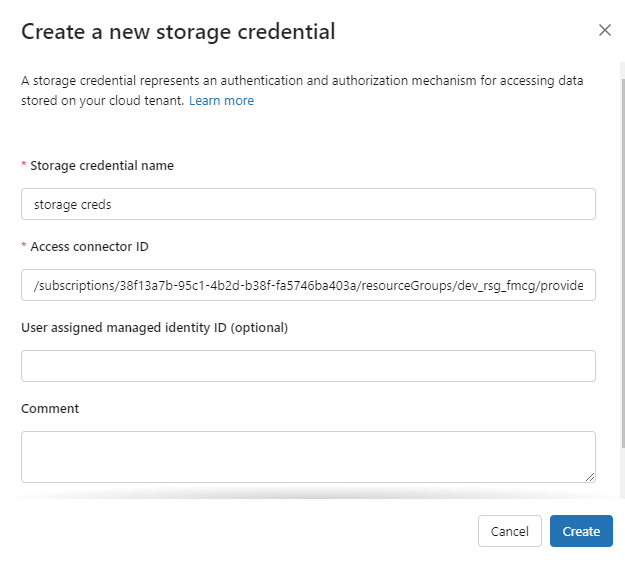 Create a new storage credential
A storage credential represents an authentication and authorization mechanism for accessing data
stored on your cloud tenant. Learn more
* Storage credential name
storage creds
* Access connector ID
/subscriptions/38f13a7b-95c1-4b2d-b38f-fa5746ba403a/resourceGroups/dev_rsg_fmcg/provide
User assigned managed identity ID (optional)
Comment
Cancel
Create